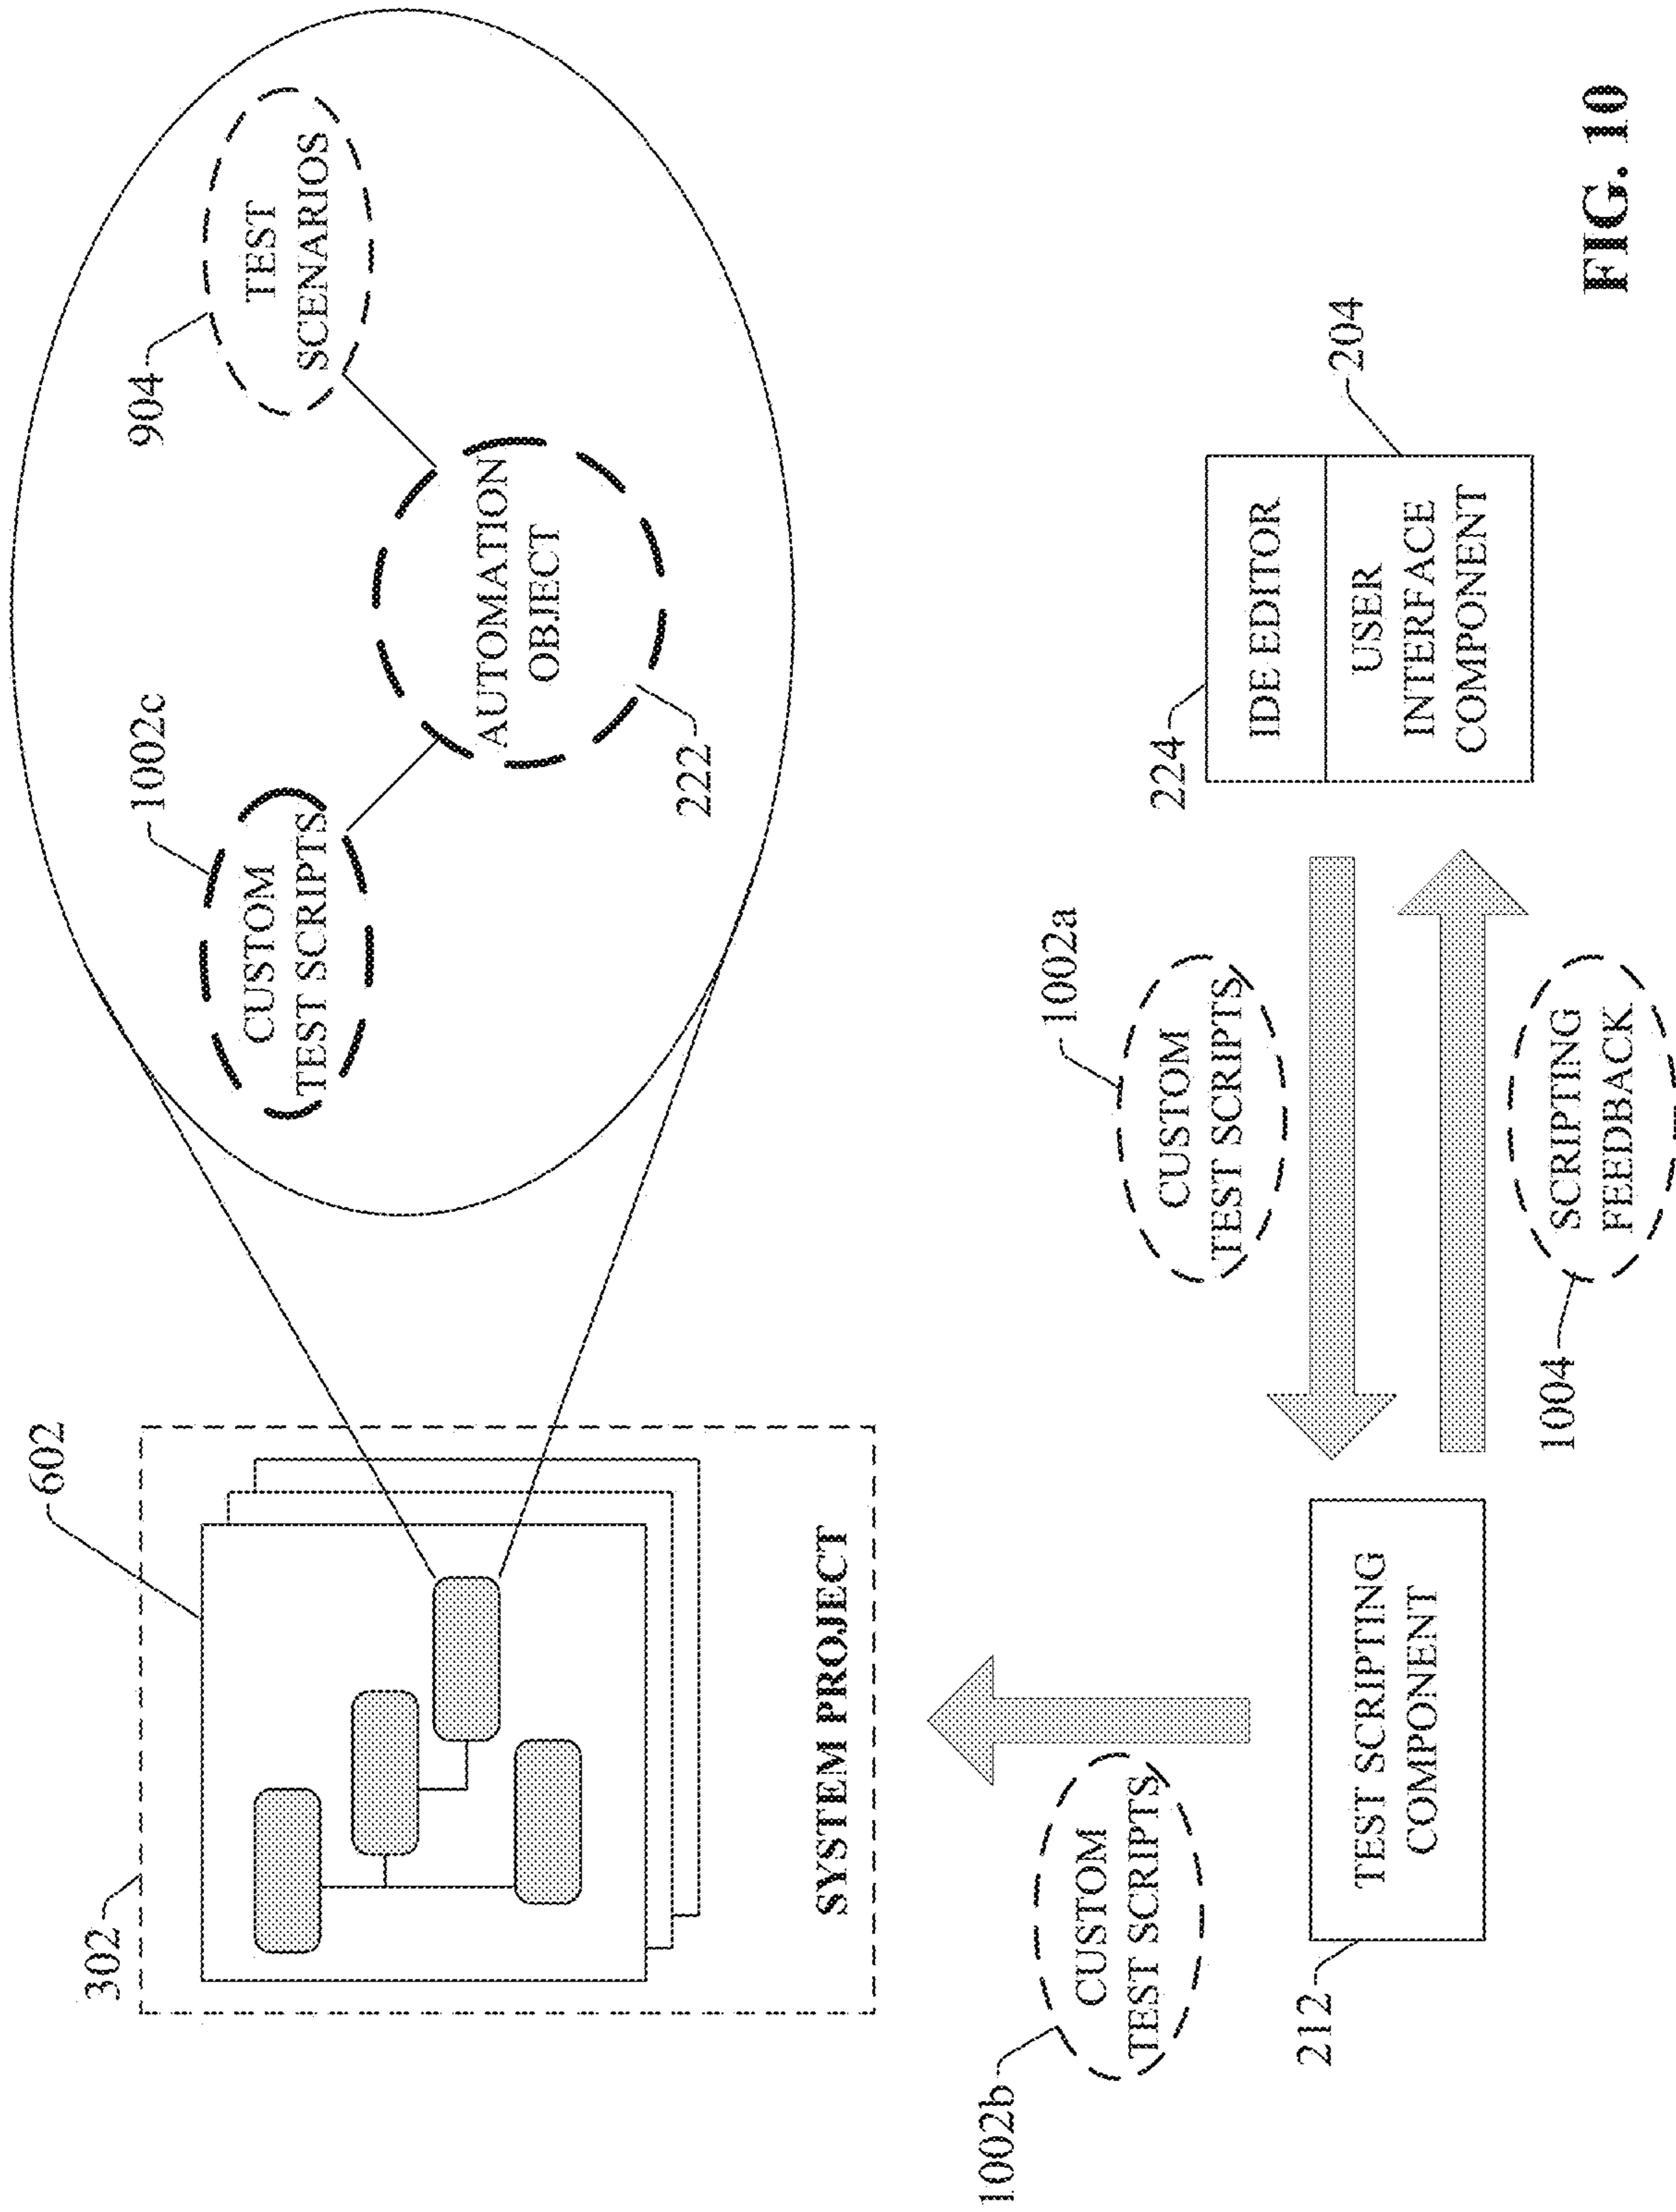 302
602
SYSTEM PROJECT
1002c
CUSTOM
TEST SCRIPTS
904
TEST
SCENARIOS
AUTOMATION
OBJECT
222
1002b
CUSTOM
TEST SCRIPTS
212
TEST SCRIPTING
COMPONENT
1002a
CUSTOM
TEST SCRIPTS
1004
SCRIPTING
FEEDBACK
224
IDE EDITOR
USER
INTERFACE
COMPONENT
204
FIG. 10